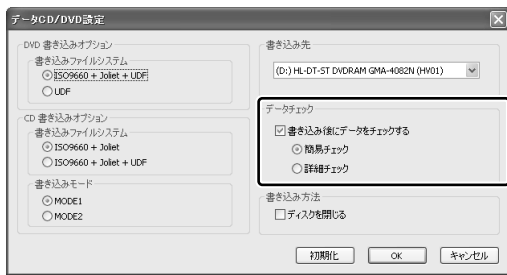 データCD/DVD設定
DVD 書き込みオプション
書き込みファイルシステム
ISO9660 + Joliet + UDF
UDF
CD 書き込みオプション
書き込みファイルシステム
ISO9660 + Joliet
ISO9660 + Joliet + UDF
書き込みモード
MODE1
MODE2
書き込み先
(D:) HL-DT-ST DVDRAM GMA-4082N (HV01)
データチェック
書き込み後にデータをチェックする
簡易チェック
詳細チェック
書き込み方法
ディスクを閉じる
初期化
OK
キャンセル